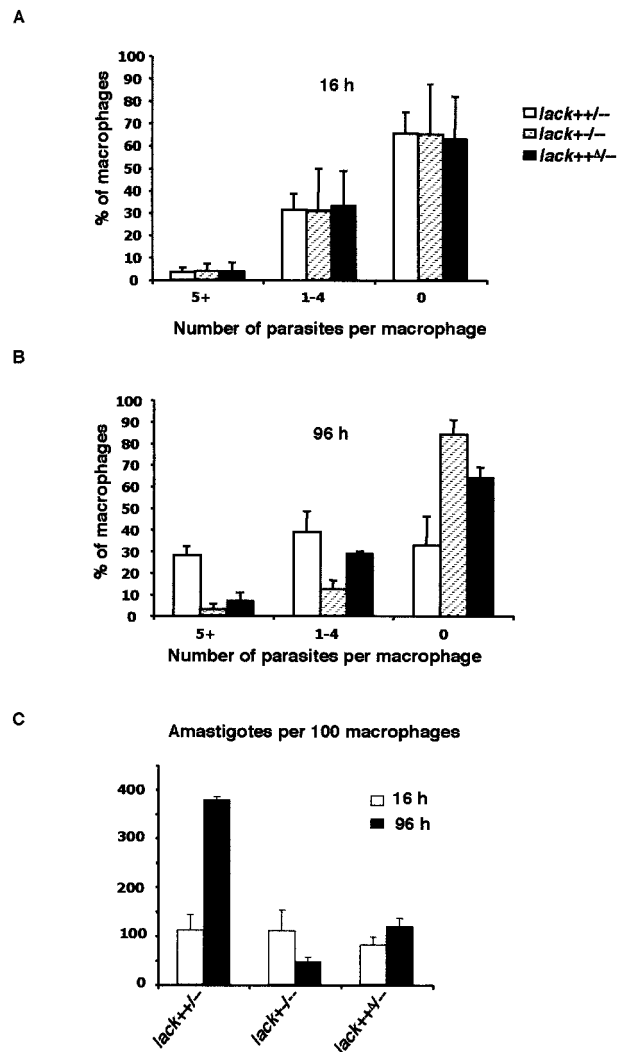 A
100
90
80
70
60
50
40
30
20
10
0
% of macrophages
16 h
lack++/--
lack+-/--
lack++Δ/--
5+
1-4
0
Number of parasites per macrophage
B
100
90
80
70
60
50
40
30
20
10
0
% of macrophages
96 h
5+
1-4
0
Number of parasites per macrophage
C
Amastigotes per 100 macrophages
400
300
200
100
0
16 h
96 h
lack++/--
lack+-/--
lack++Δ/--